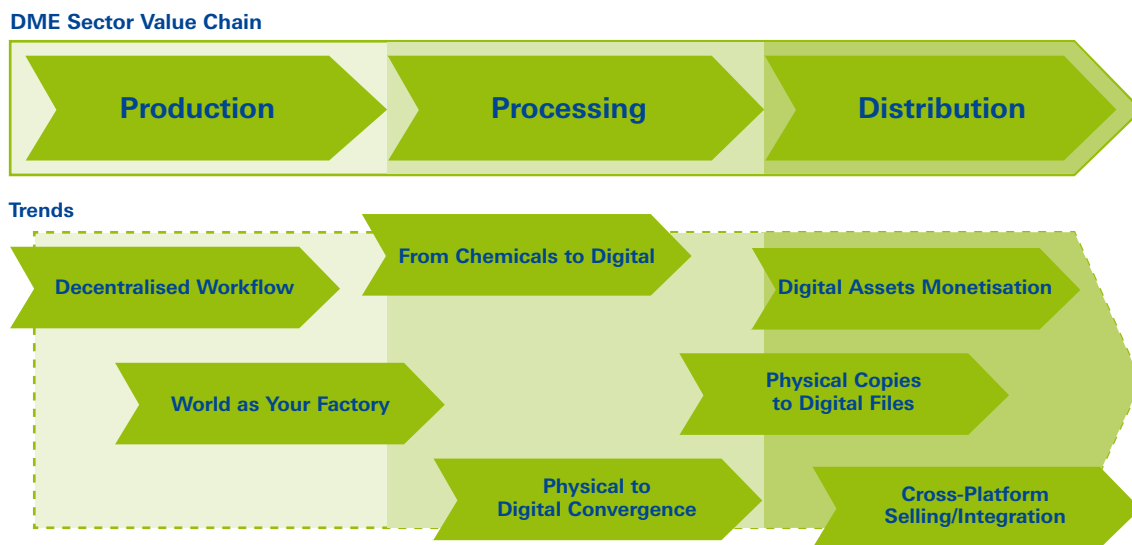 DME Sector Value Chain
Production
Processing
Distribution
Trends
From Chemicals to Digital
Decentralised Workflow
Digital Assets Monetisation
World as Your Factory
Physical Copies
to Digital Files
Physical to
Digital Convergence
Cross-Platform
Selling/Integration